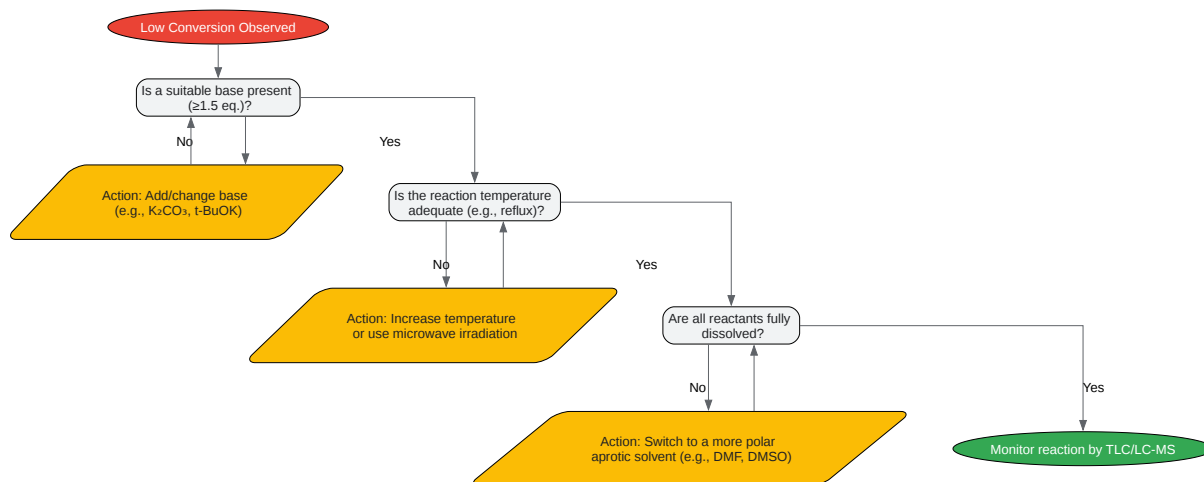 Low Conversion Observed
Is a suitable base present
(≥1.5 eq.)?
No
Yes
Action: Add/change base
(e.g., K₂CO₃, t-BuOK)
Is the reaction temperature
adequate (e.g., reflux)?
No
Yes
Action: Increase temperature
or use microwave irradiation
Are all reactants fully
dissolved?
No
Yes
Action: Switch to a more polar
aprotic solvent (e.g., DMF, DMSO)
Monitor reaction by TLC/LC-MS